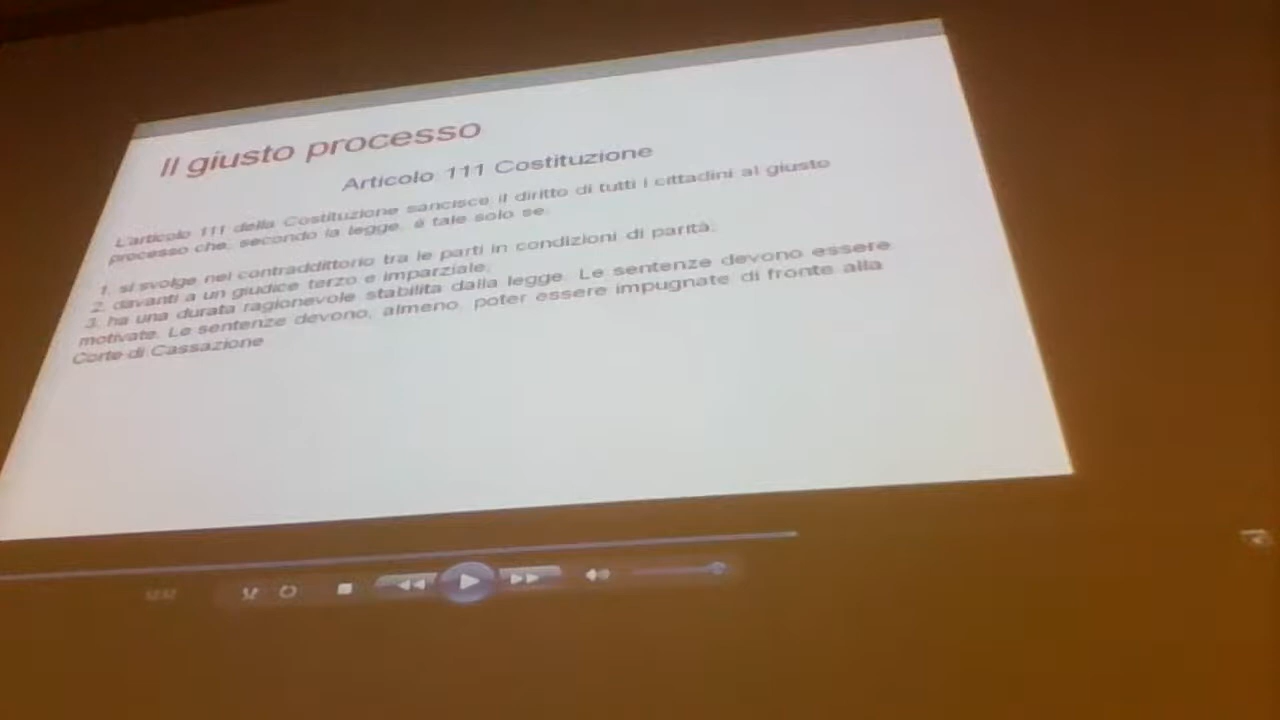 Il giusto processo
Articolo 111 Costituzione
L'articolo 111 della Costituzione sancisce il diritto di tutti i cittadini al giusto
processo che, secondo la legge, è tale solo se:
1. si svolge nel contraddittorio tra le parti in condizioni di parità;
2. davanti a un giudice terzo e imparziale;
3. ha una durata ragionevole stabilita dalla legge. Le sentenze devono essere
motivate. Le sentenze devono, almeno, poter essere impugnate di fronte alla
Corte di Cassazione